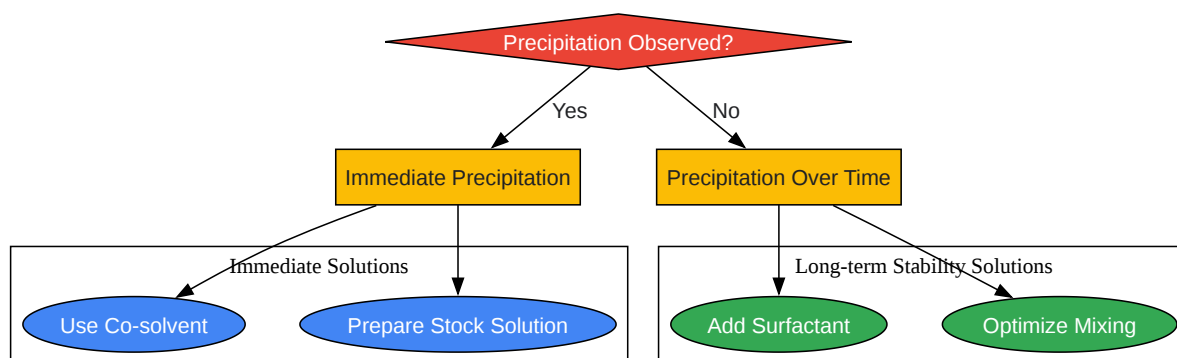 Precipitation Observed?
Yes
No
Immediate Precipitation
Precipitation Over Time
Immediate Solutions
Long-term Stability Solutions
Use Co-solvent
Prepare Stock Solution
Add Surfactant
Optimize Mixing